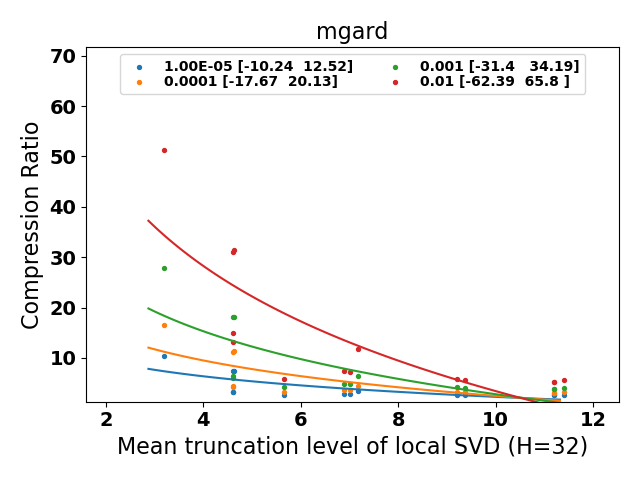 mgard
1.00E-05 [-10.24 12.52]
0.0001 [-17.67 20.13]
0.001 [-31.4 34.19]
0.01 [-62.39 65.8 ]
Compression Ratio
70
60
50
40
30
20
10
2 4 6 8 10 12
Mean truncation level of local SVD (H=32)